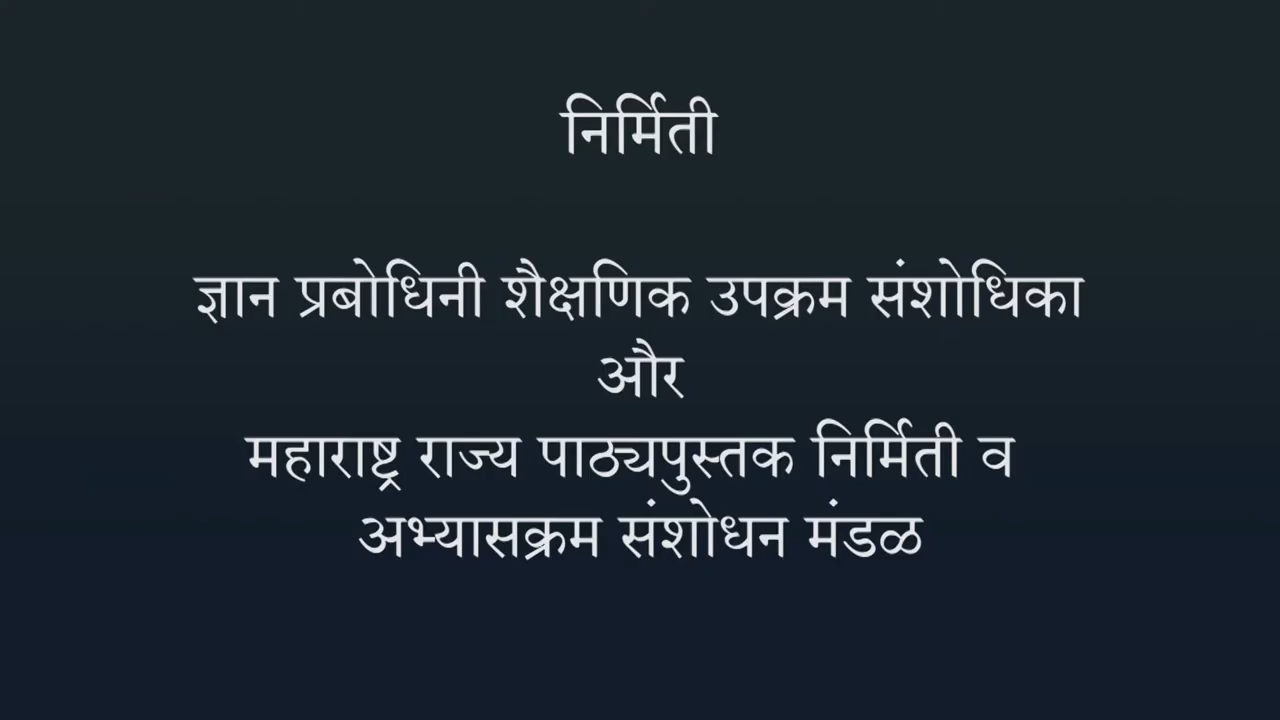 निर्मिती
ज्ञान प्रबोधिनी शैक्षणिक उपक्रम संशोधिका
और
महाराष्ट्र राज्य पाठ्यपुस्तक निर्मिती व
अभ्यासक्रम संशोधन मंडळ